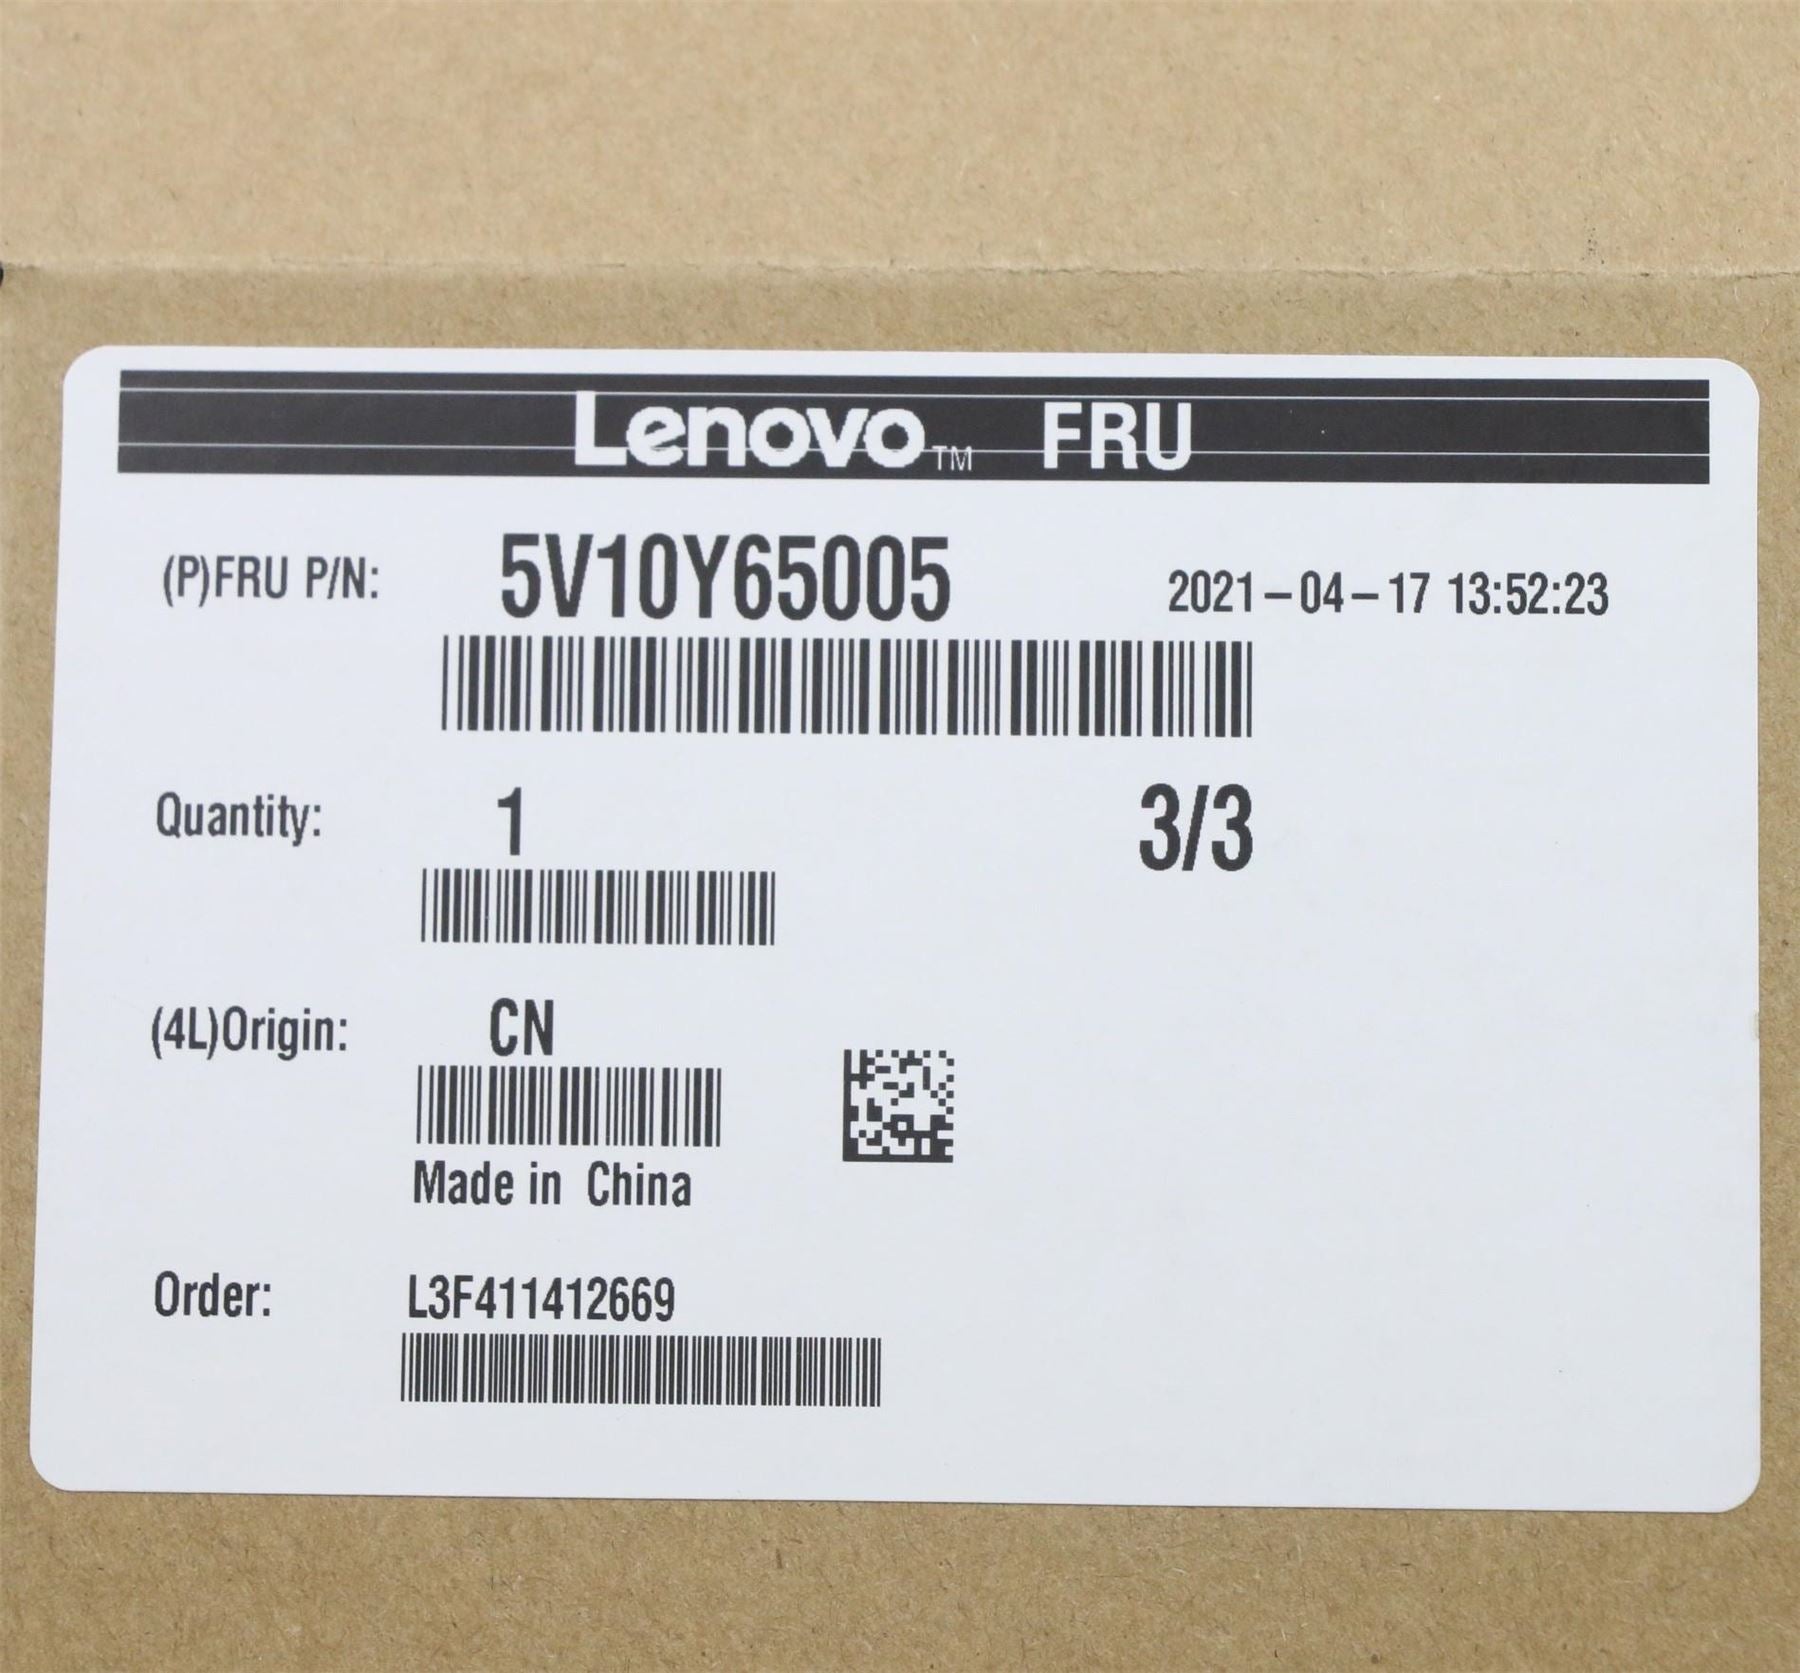 Lenovo™ FRU
(P)FRU P/N: 5V10Y65005 2021-04-17 13:52:23
Quantity: 1 3/3
(4L)Origin: CN
Made in China
Order: L3F411412669